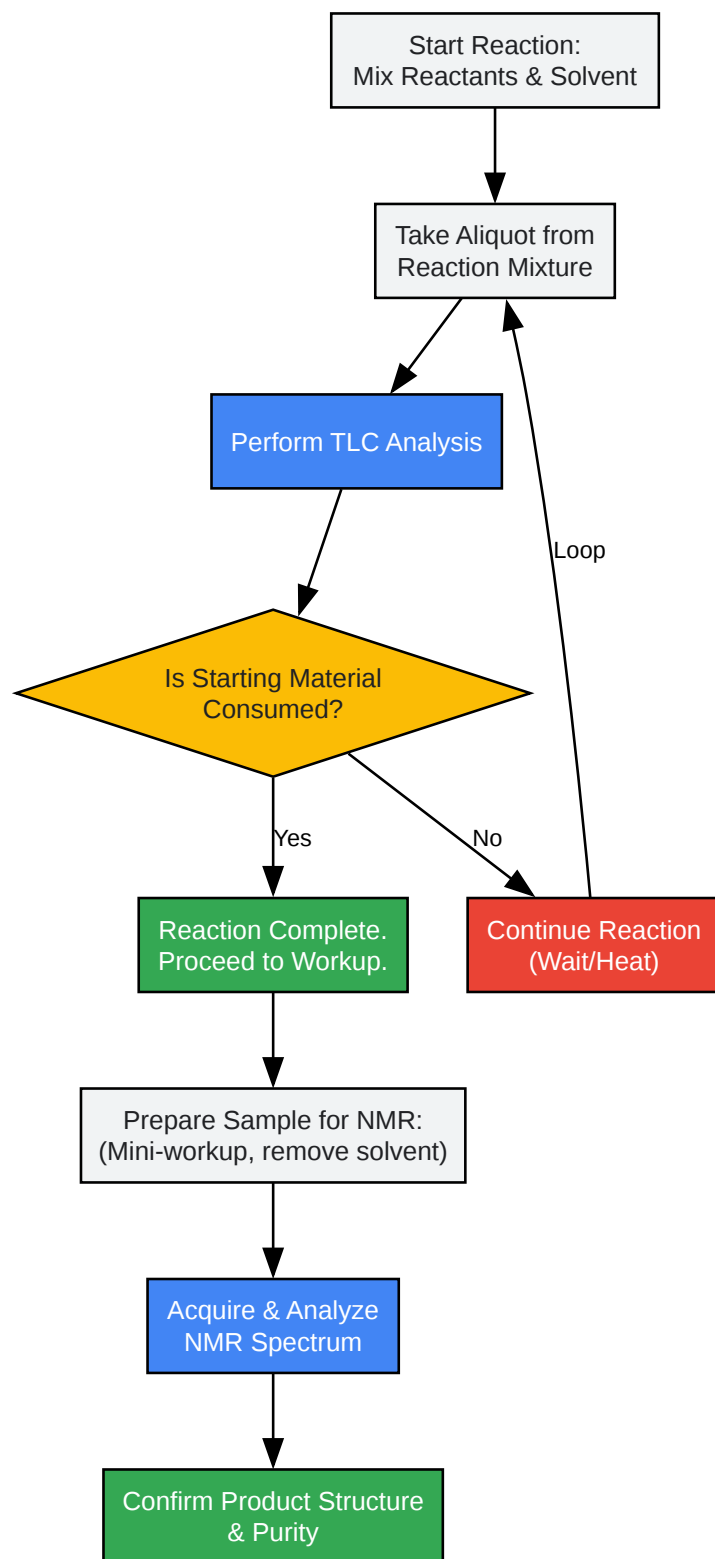 Start Reaction:
Mix Reactants & Solvent
Take Aliquot from
Reaction Mixture
Perform TLC Analysis
Loop
Is Starting Material
Consumed?
Yes
No
Reaction Complete.
Proceed to Workup.
Continue Reaction
(Wait/Heat)
Prepare Sample for NMR:
(Mini-workup, remove solvent)
Acquire & Analyze
NMR Spectrum
Confirm Product Structure
& Purity